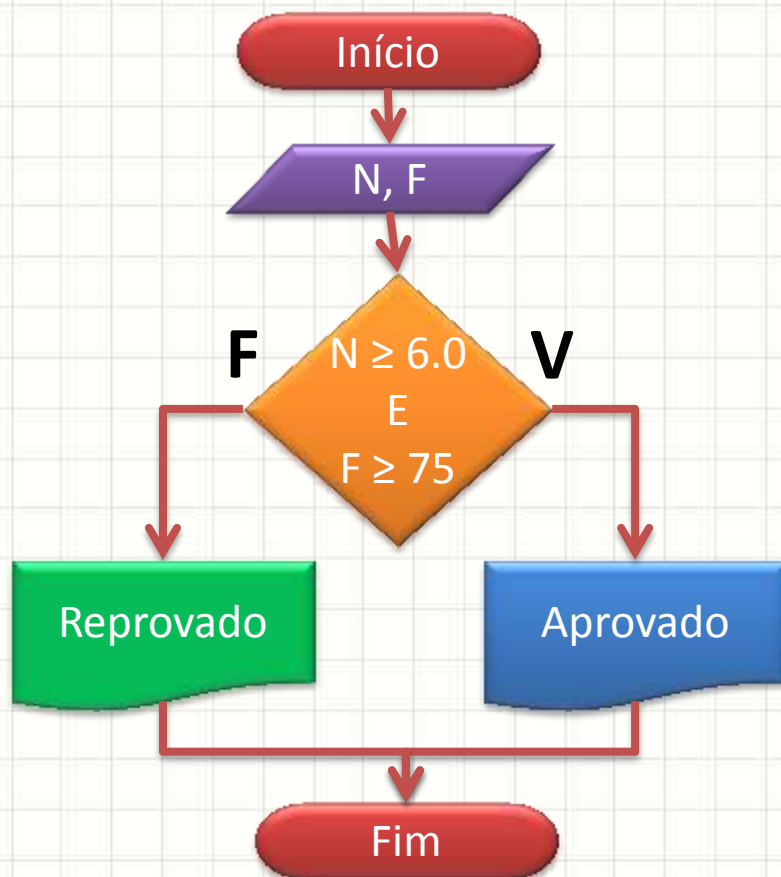 Início
N, F
F
V
N ≥ 6.0
E
F ≥ 75
Reprovado
Aprovado
Fim